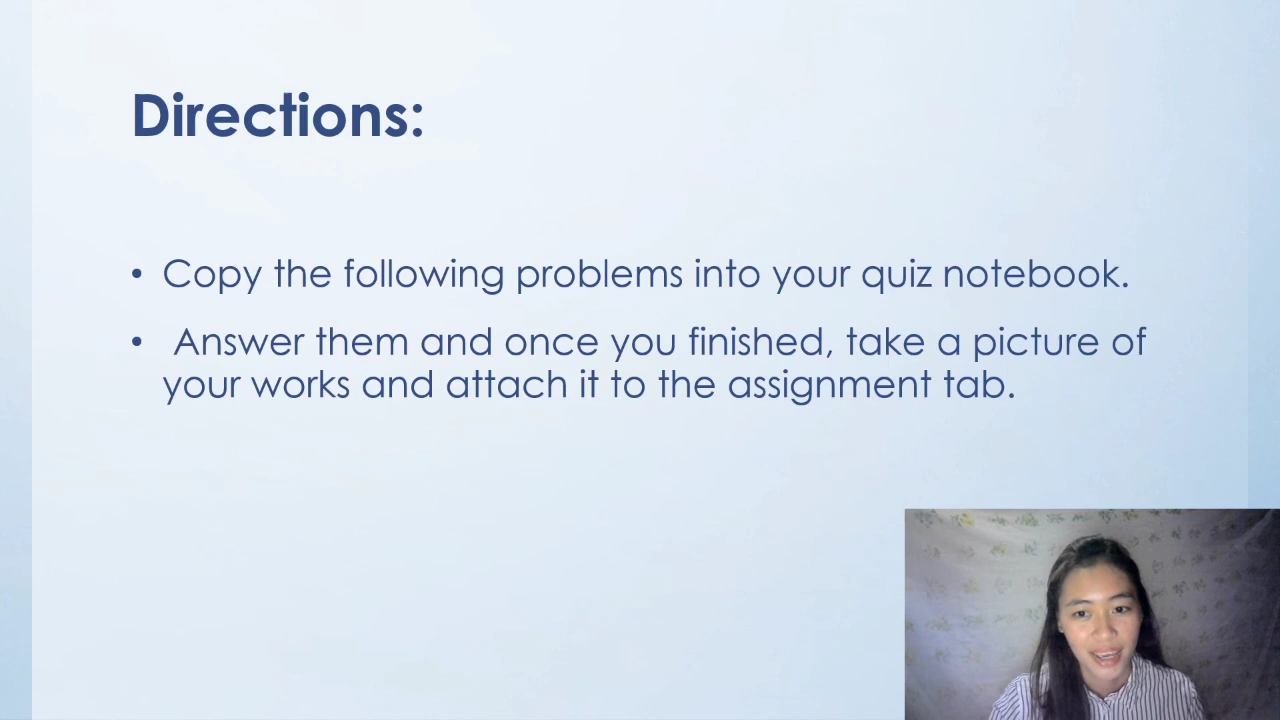 Directions:
• Copy the following problems into your quiz notebook.
• Answer them and once you finished, take a picture of
your works and attach it to the assignment tab.